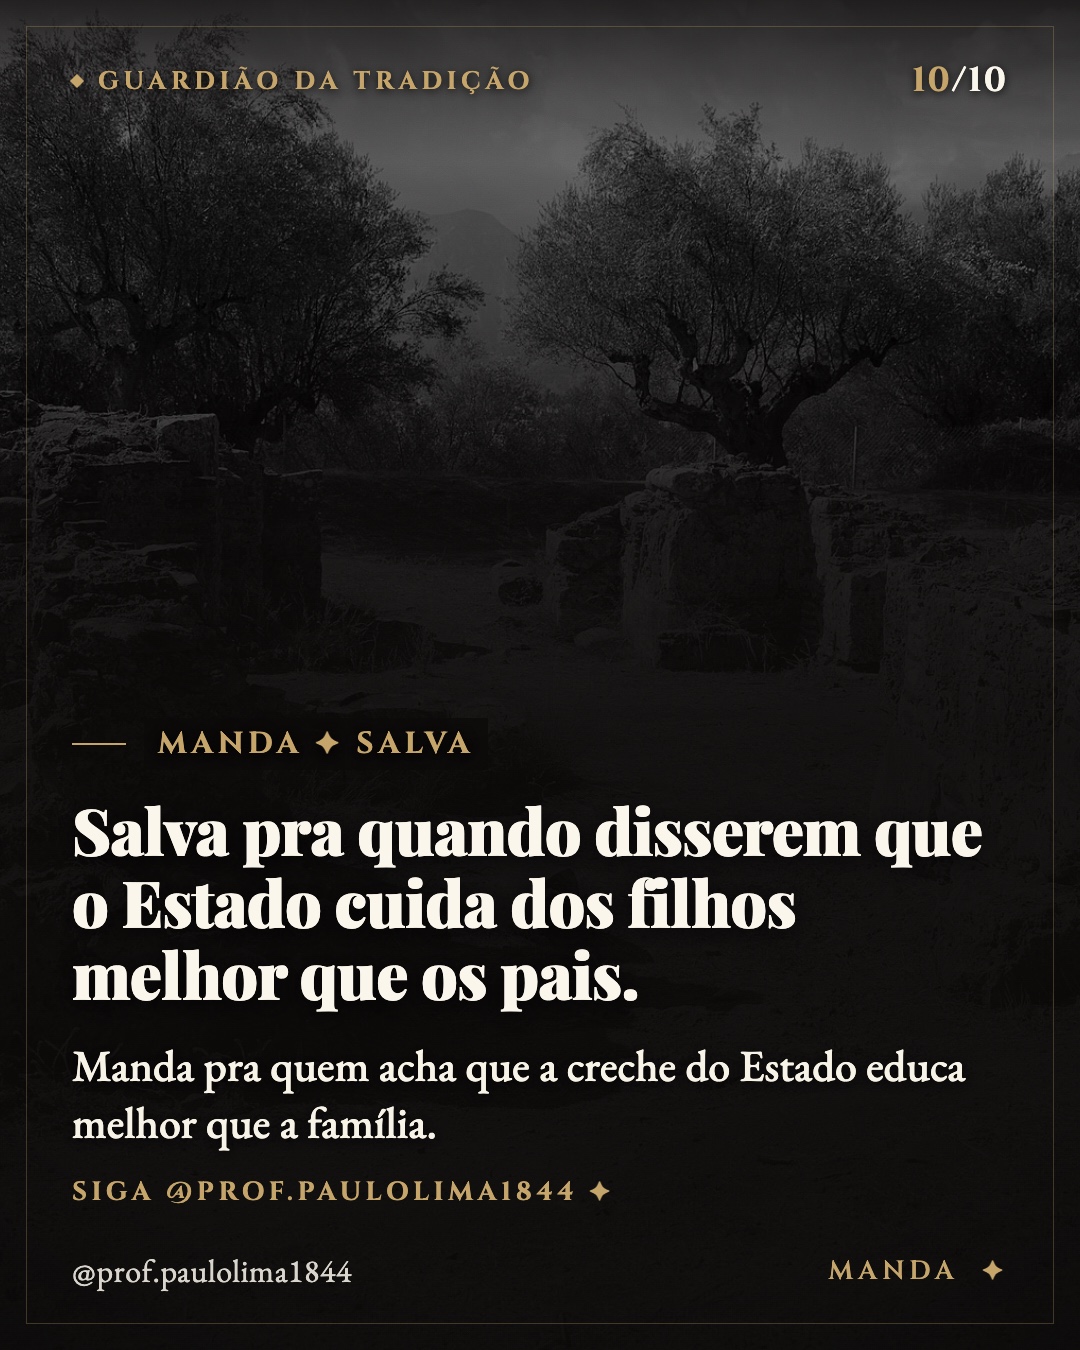 GUARDIÃO DA TRADIÇÃO
10/10
MANDA ✦ SALVA
Salva pra quando disserem que
o Estado cuida dos filhos
melhor que os pais.
Manda pra quem acha que a creche do Estado educa
melhor que a família.
SIGA @PROF.PAULOLIMA1844 ✦
@prof.paulolima1844
MANDA ✦